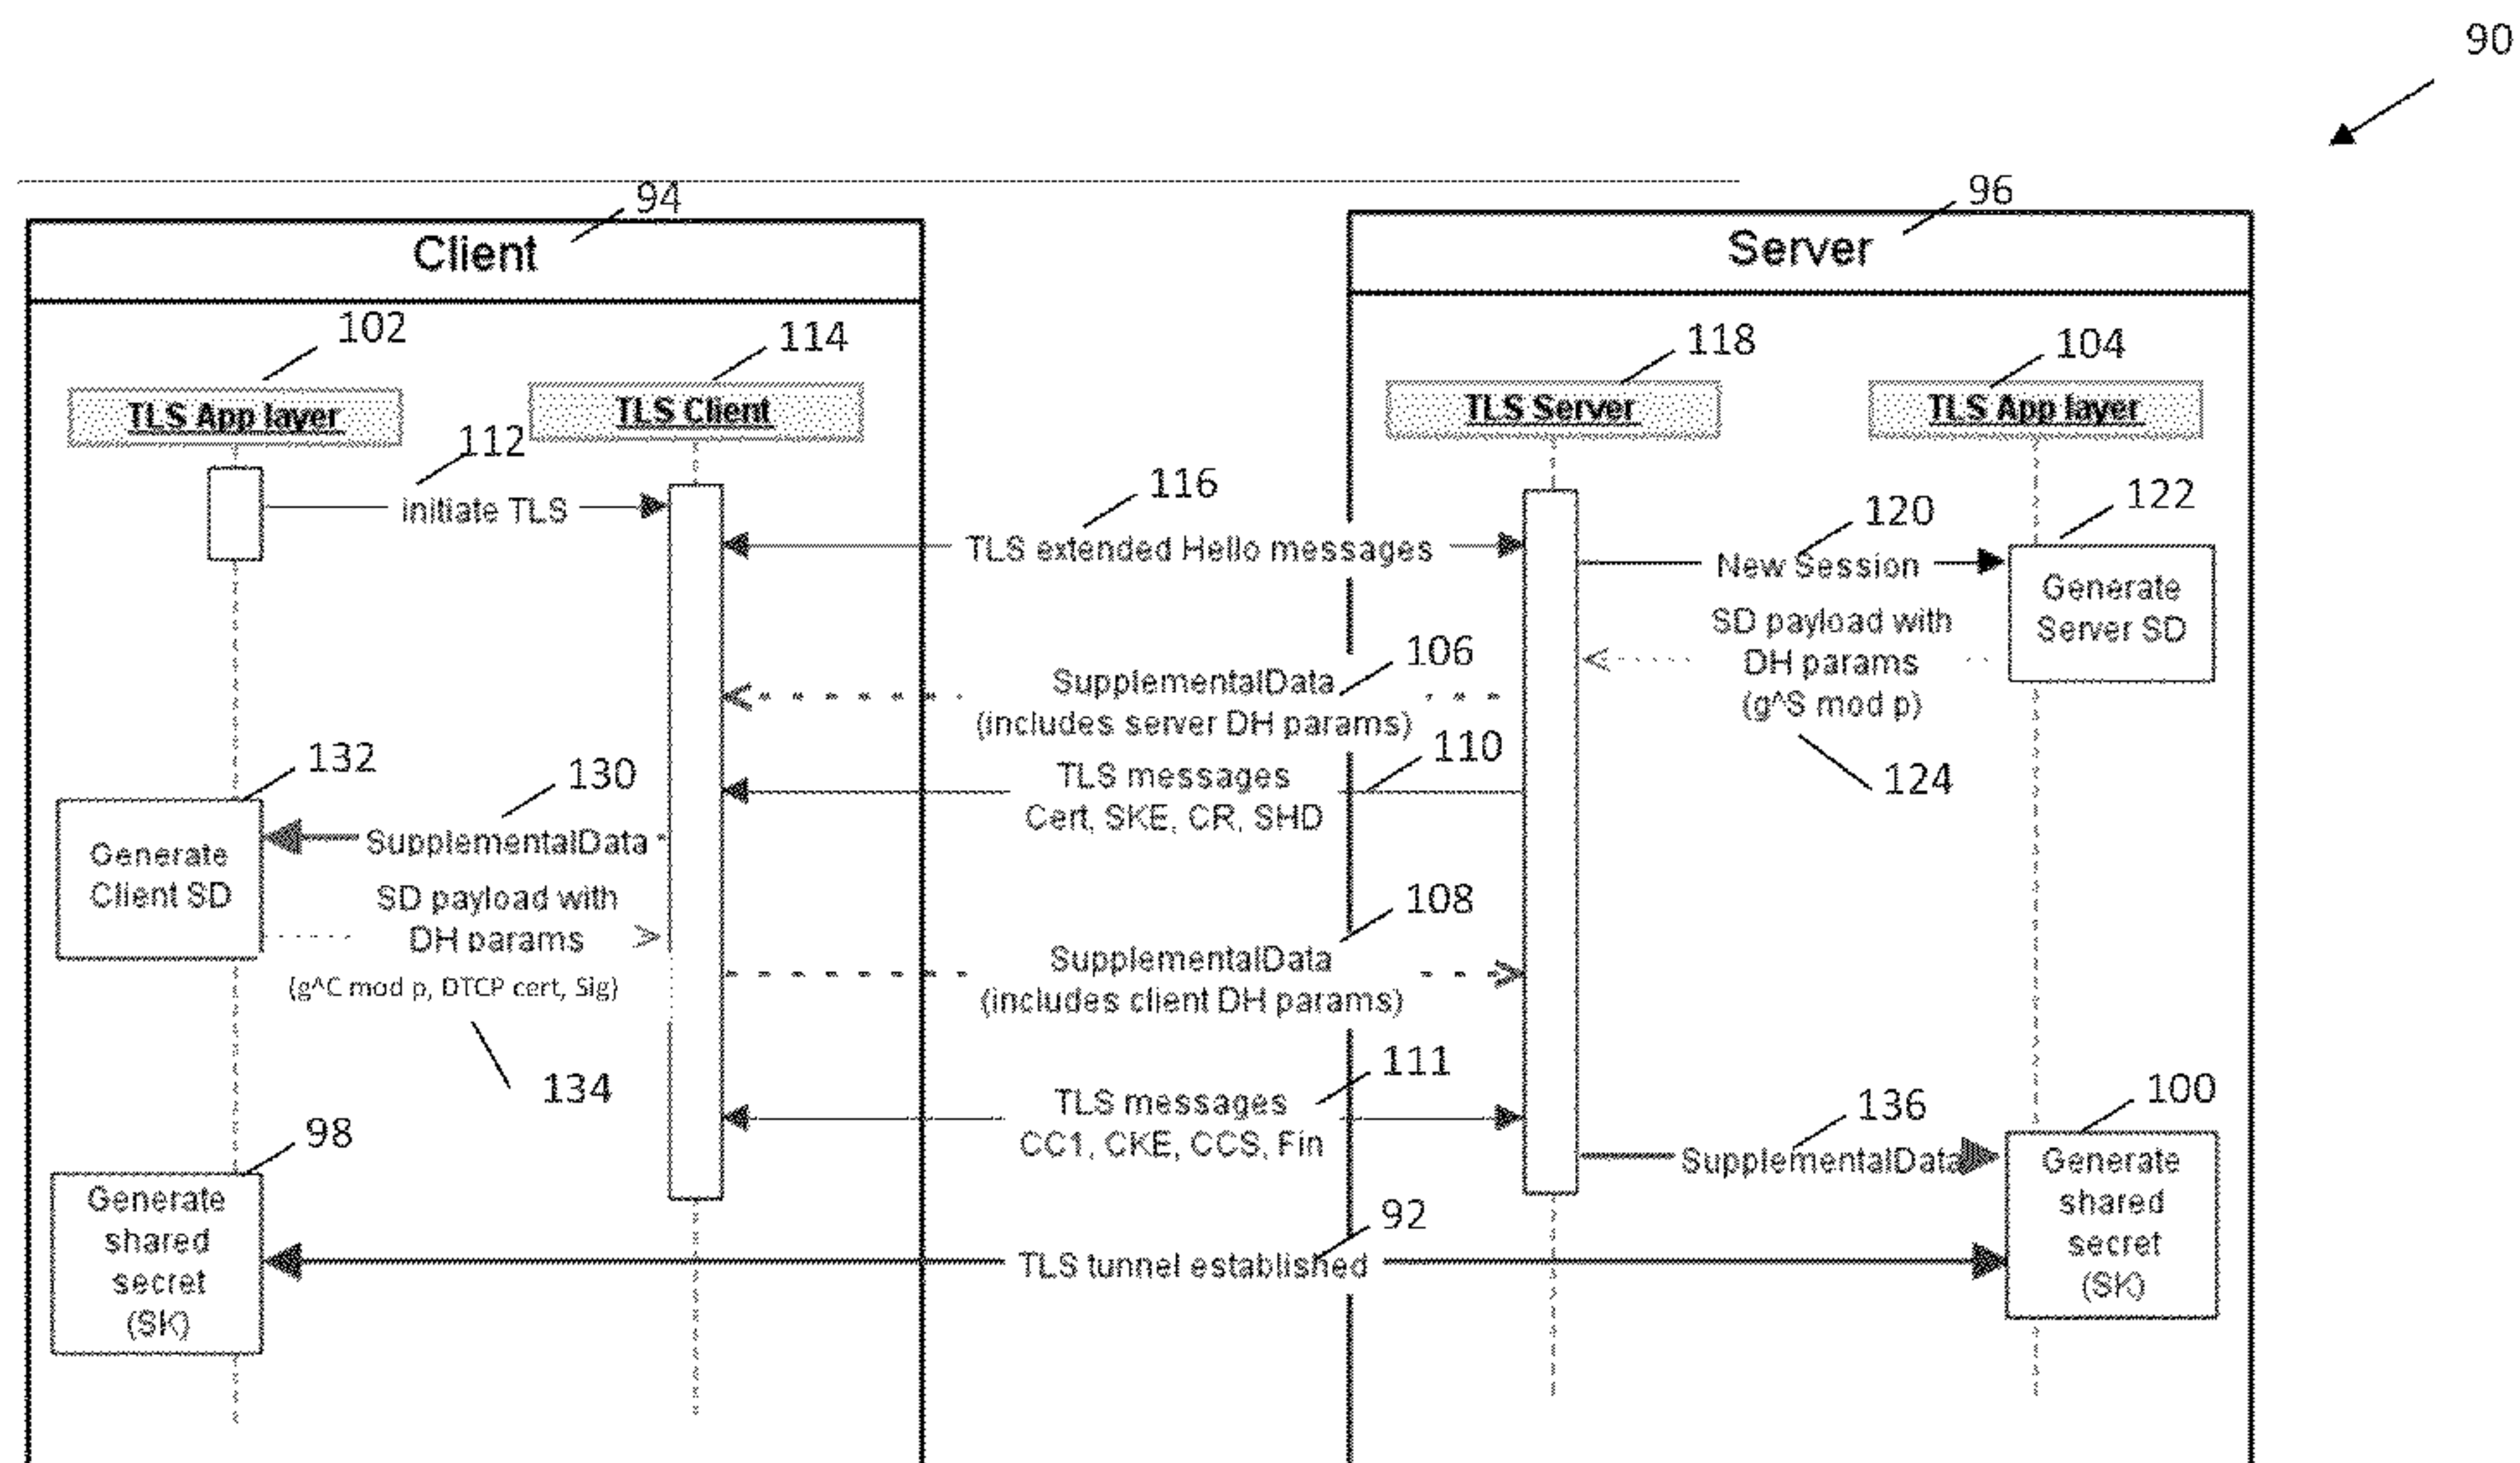 90
94
96
Client
Server
102
114
118
104
TLS App layer
TLS Client
TLS Server
TLS App layer
112
initiate TLS
116
TLS extended Hello messages
120
New Session
122
Generate
Server SD
SD payload with
DH params
(g^S mod p)
124
106
SupplementalData
(includes server DH params)
110
TLS messages
Cert, SKE, CR, SHD
132
130
SupplementalData
Generate
Client SD
SD payload with
DH params
(g^C mod p, DTCP cert, Sig)
134
108
SupplementalData
(includes client DH params)
111
TLS messages
CC1, CKE, CCS, Fin
136
SupplementalData
100
Generate
shared
secret
(SK)
98
Generate
shared
secret
(SK)
92
TLS tunnel established